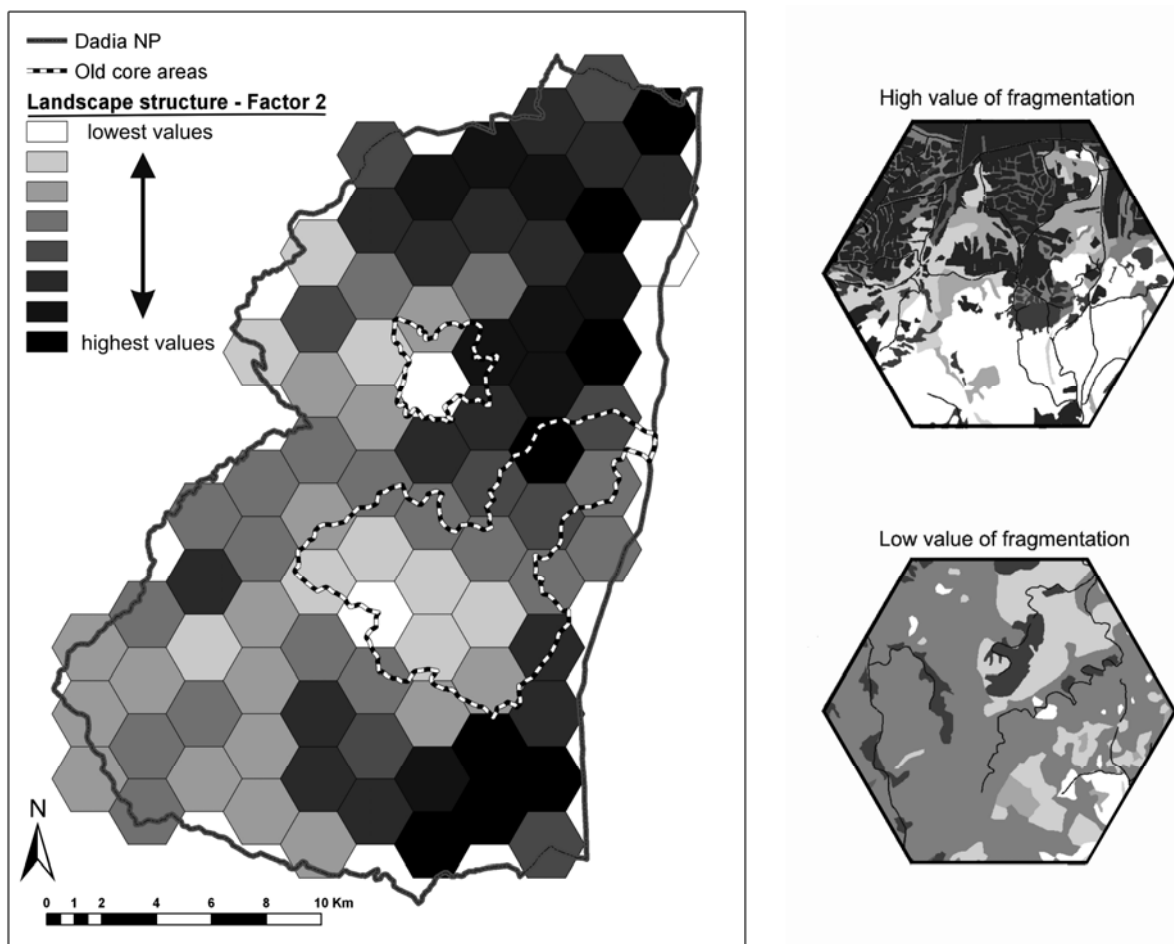 Dadia NP
Old core areas
Landscape structure - Factor 2
lowest values
highest values
N
0 1 2 4 6 8 10 Km
High value of fragmentation
Low value of fragmentation